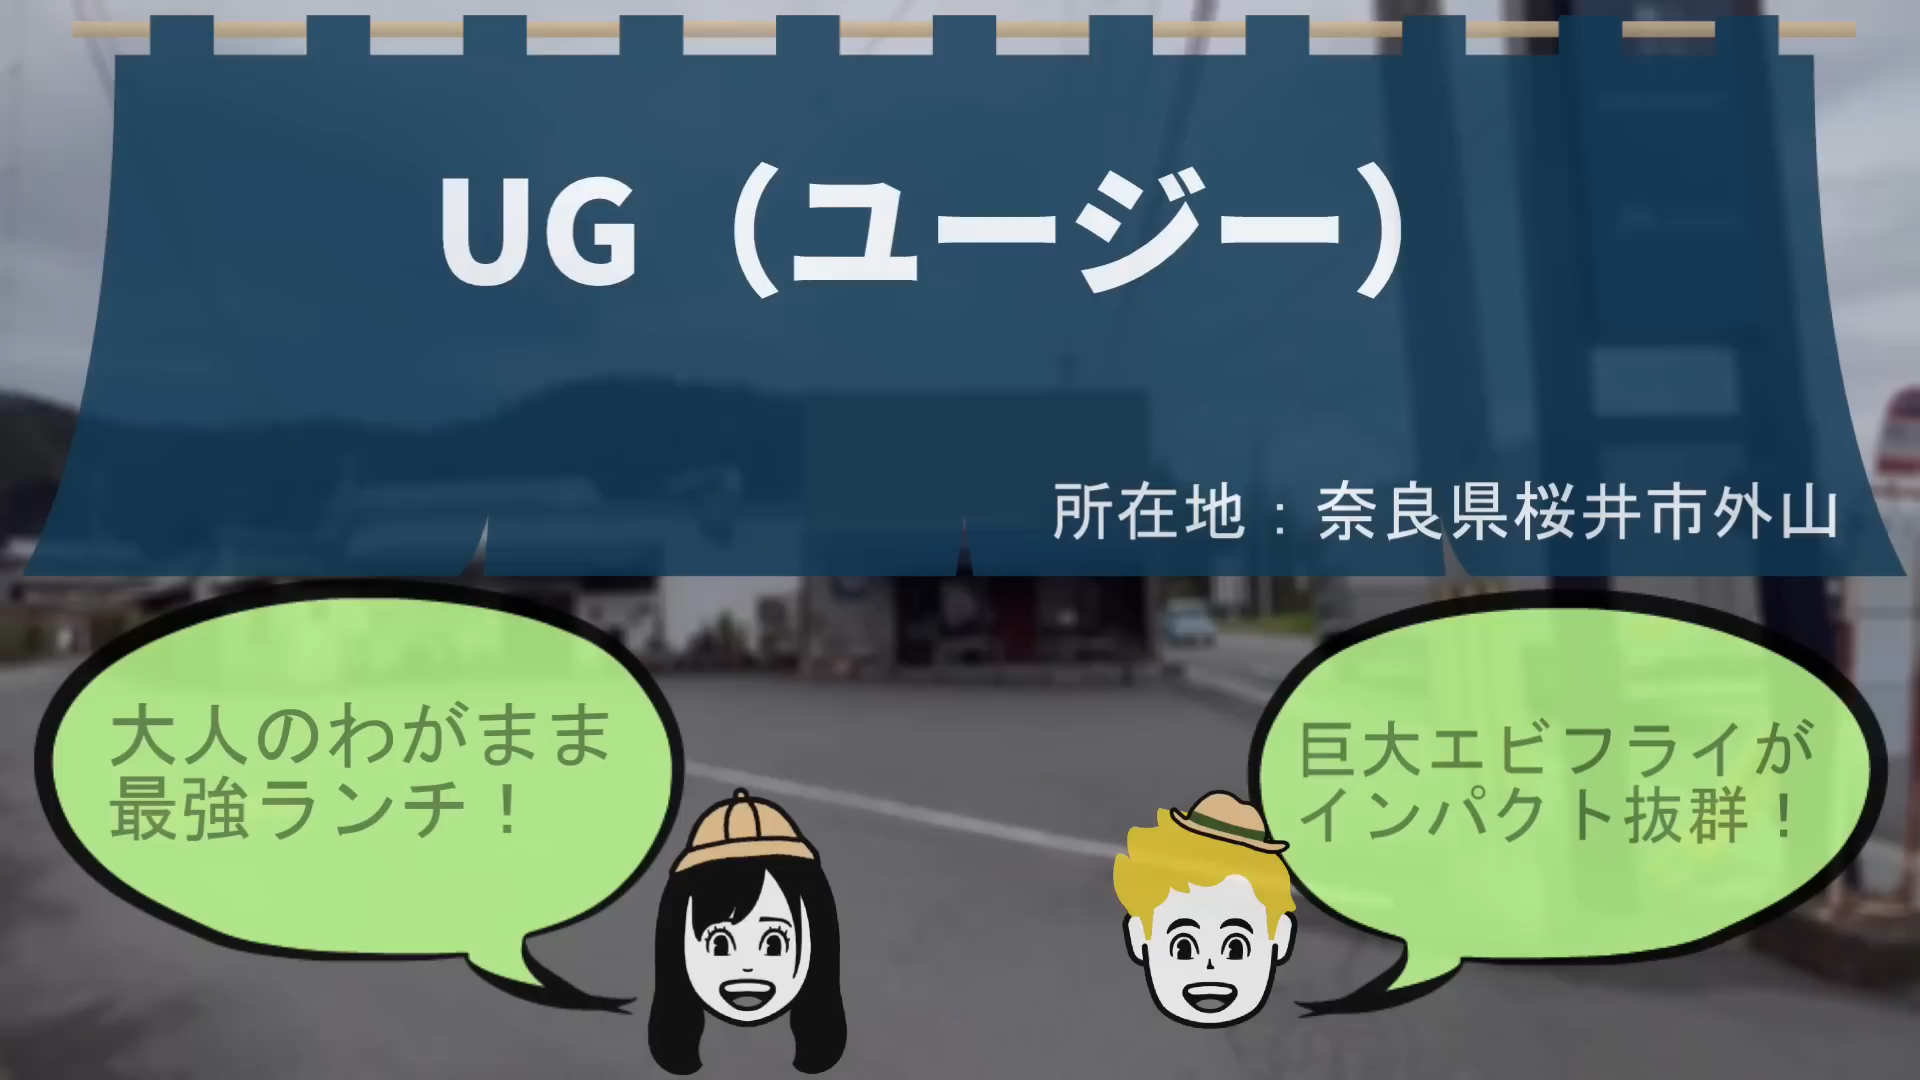 UG（ユージー）
所在地：奈良県桜井市外山
大人のわがまま
最強ランチ！
巨大エビフライが
インパクト抜群！